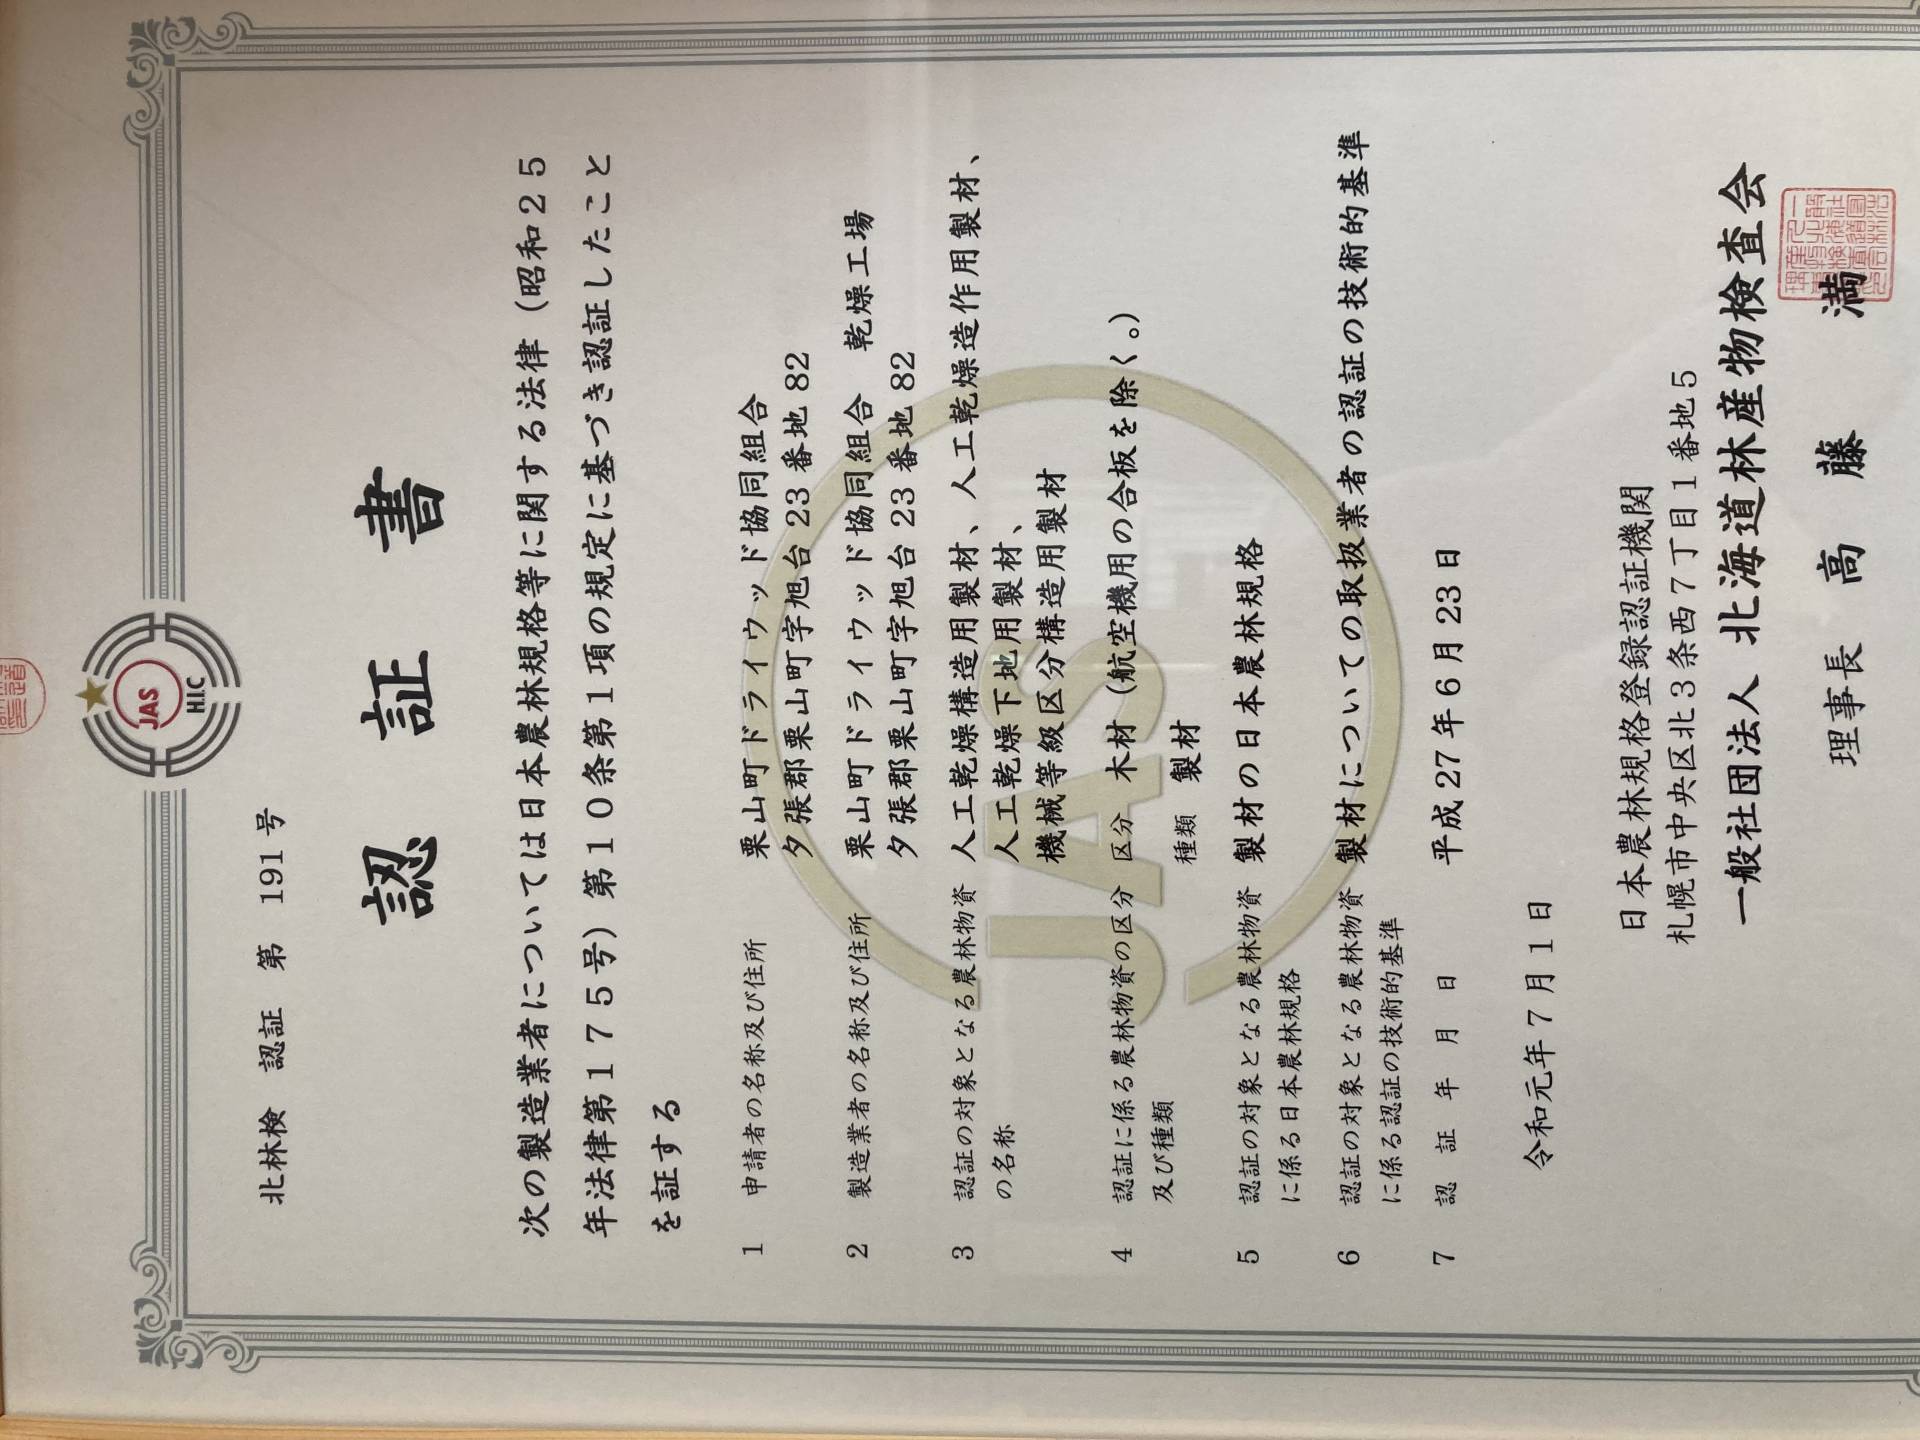 JAS
H.I.C
北林検 認証 第 191号
認証書
次の製造業者については日本農林規格等に関する法律（昭和２５
年法律第１７５号）第１０条第１項の規定に基づき認証したこと
を証する
1 申請者の名称及び住所 栗山町ドライウッド協同組合
夕張郡栗山町字旭台23番地82
2 製造業者の名称及び住所 栗山町ドライウッド協同組合 乾燥工場
夕張郡栗山町字旭台23番地82
3 認証の対象となる農林物資 人工乾燥構造用製材、人工乾燥造作用製材、
の名称 人工乾燥下地用製材、
機械等級区分構造用製材
4 認証に係る農林物資の区分 区分 木材（航空機用の合板を除く。）
及び種類 種類 製材
5 認証の対象となる農林物資 製材の日本農林規格
に係る日本農林規格
6 認証の対象となる農林物資 製材についての取扱業者の認証の技術的基準
に係る認証の技術的基準
7 認証年月日 平成27年6月23日
令和元年７月１日
日本農林規格登録認証機関
札幌市中央区北３条西７丁目１番地５
一般社団法人 北海道林産物検査会
理事長 高藤 満
JAS